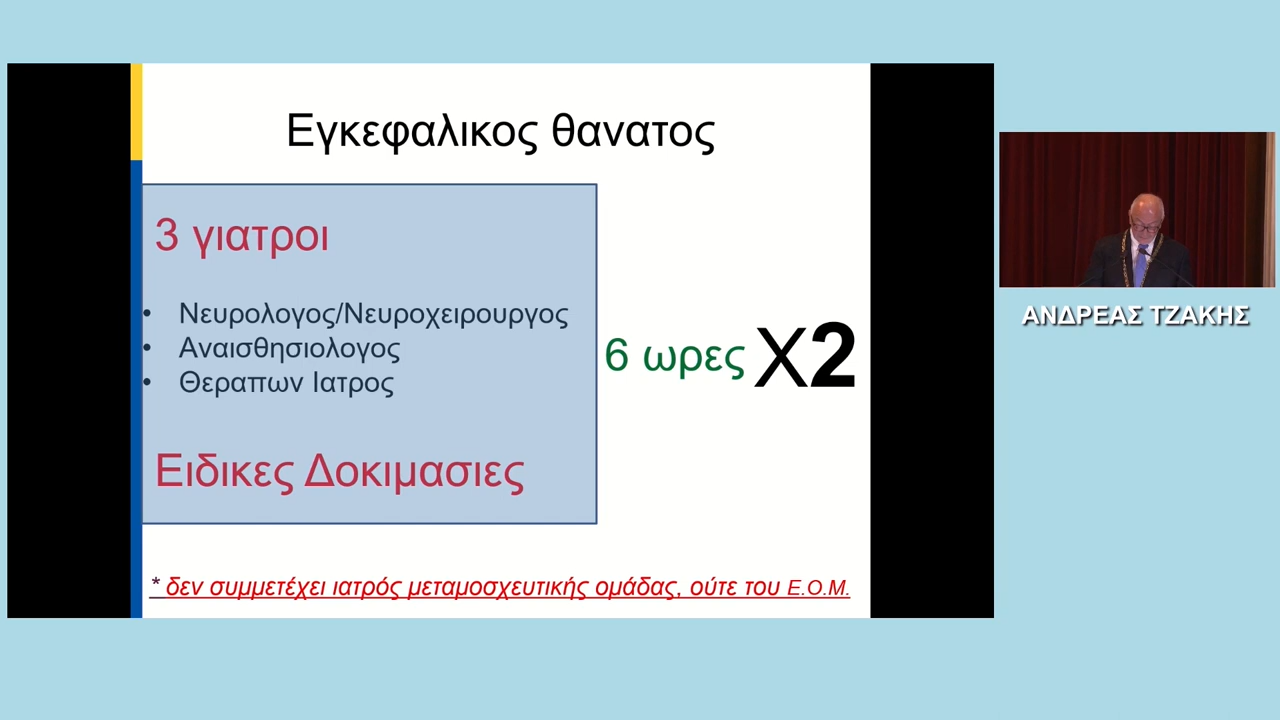 Εγκεφαλικος θανατος
3 γιατροι
• Νευρολογος/Νευροχειρουργος
• Αναισθησιολογος
• Θεραπων Ιατρος
Ειδικες Δοκιμασιες
6 ωρες Χ2
* δεν συμμετέχει ιατρός μεταμοσχευτικής ομάδας, ούτε του Ε.Ο.Μ.
ΑΝΔΡΕΑΣ ΤΖΑΚΗΣ